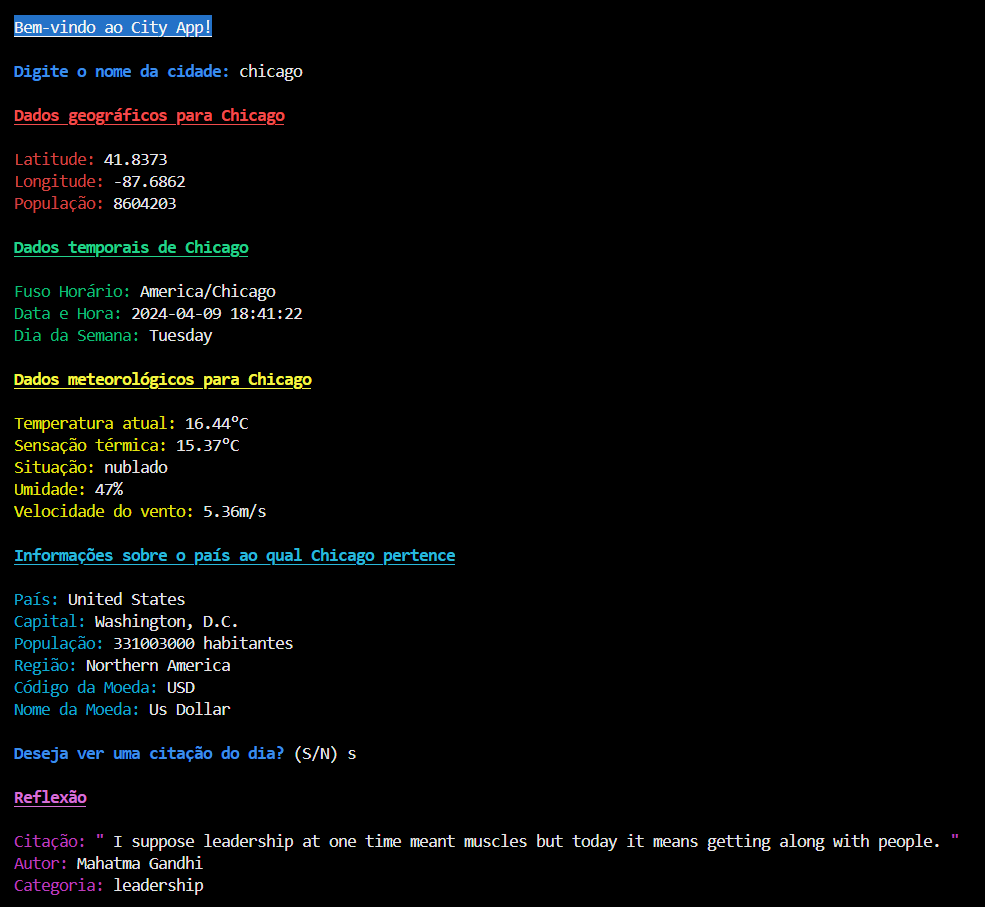 Bem-vindo ao City App!
Digite o nome da cidade: chicago
Dados geográficos para Chicago
Latitude: 41.8373
Longitude: -87.6862
População: 8604203
Dados temporais de Chicago
Fuso Horário: America/Chicago
Data e Hora: 2024-04-09 18:41:22
Dia da Semana: Tuesday
Dados meteorológicos para Chicago
Temperatura atual: 16.44ºC
Sensação térmica: 15.37ºC
Situação: nublado
Umidade: 47%
Velocidade do vento: 5.36m/s
Informações sobre o país ao qual Chicago pertence
País: United States
Capital: Washington, D.C.
População: 331003000 habitantes
Região: Northern America
Código da Moeda: USD
Nome da Moeda: Us Dollar
Deseja ver uma citação do dia? (S/N) s
Reflexão
Citação: " I suppose leadership at one time meant muscles but today it means getting along with people. "
Autor: Mahatma Gandhi
Categoria: leadership